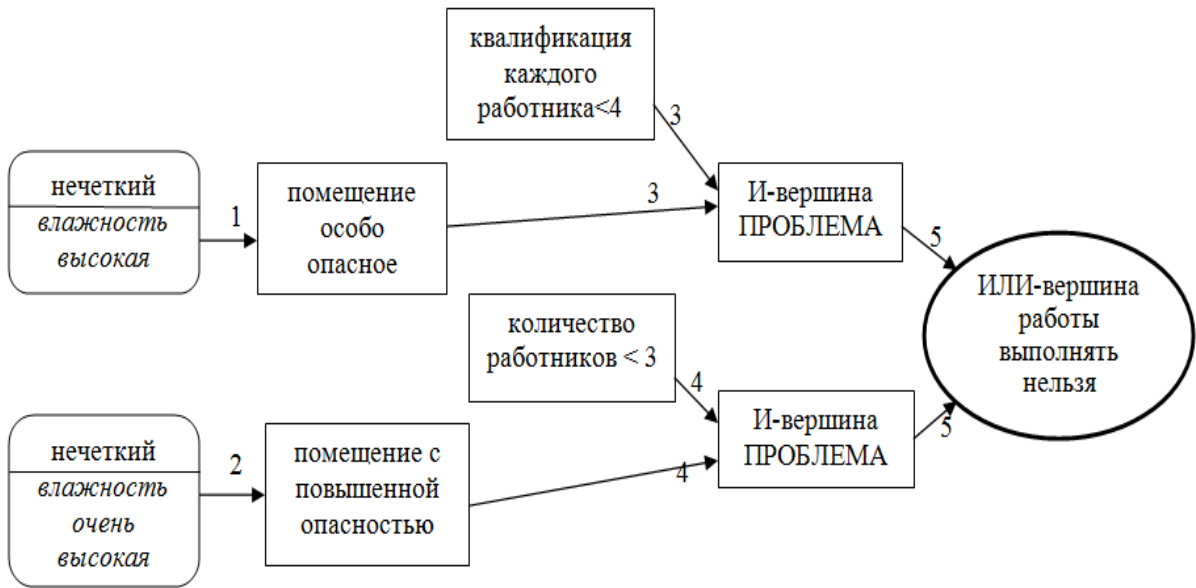 квалификация
каждого
работника<4
3
нечеткий
влажность
высокая
1
помещение
особо
опасное
3
И-вершина
ПРОБЛЕМА
5
ИЛИ-вершина
работы
выполнять
нельзя
количество
работников < 3
4
нечеткий
влажность
очень
высокая
2
помещение с
повышенной
опасностью
4
И-вершина
ПРОБЛЕМА
5